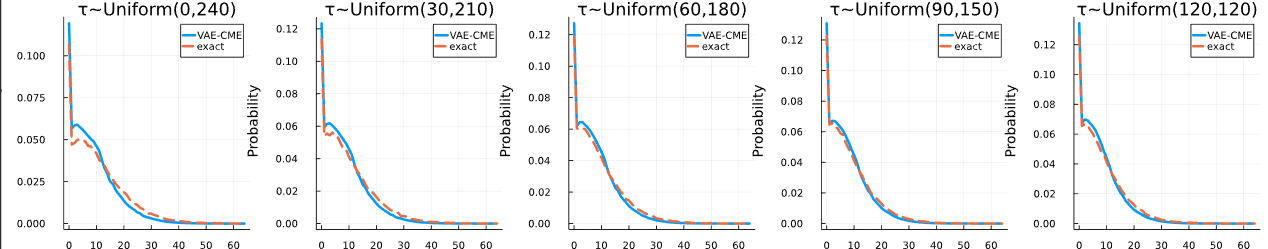 τ~Uniform(0,240)
VAE-CME
exact
0.100
0.075
0.050
0.025
0.000
0 10 20 30 40 50 60
τ~Uniform(30,210)
Probability
VAE-CME
exact
0.12
0.10
0.08
0.06
0.04
0.02
0.00
0 10 20 30 40 50 60
τ~Uniform(60,180)
Probability
VAE-CME
exact
0.12
0.10
0.08
0.06
0.04
0.02
0.00
0 10 20 30 40 50 60
τ~Uniform(90,150)
Probability
VAE-CME
exact
0.12
0.10
0.08
0.06
0.04
0.02
0.00
0 10 20 30 40 50 60
τ~Uniform(120,120)
Probability
VAE-CME
exact
0.12
0.10
0.08
0.06
0.04
0.02
0.00
0 10 20 30 40 50 60